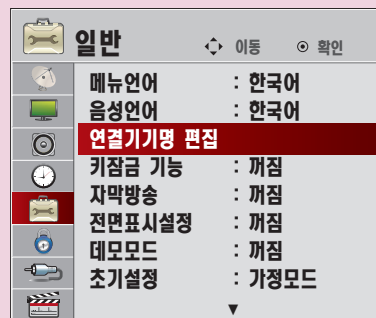 일반 이동 확인
메뉴언어 : 한국어
음성언어 : 한국어
연결기기명 편집
키잠금 기능 : 꺼짐
자막방송 : 꺼짐
전면표시설정 : 꺼짐
데모모드 : 꺼짐
초기설정 : 가정모드